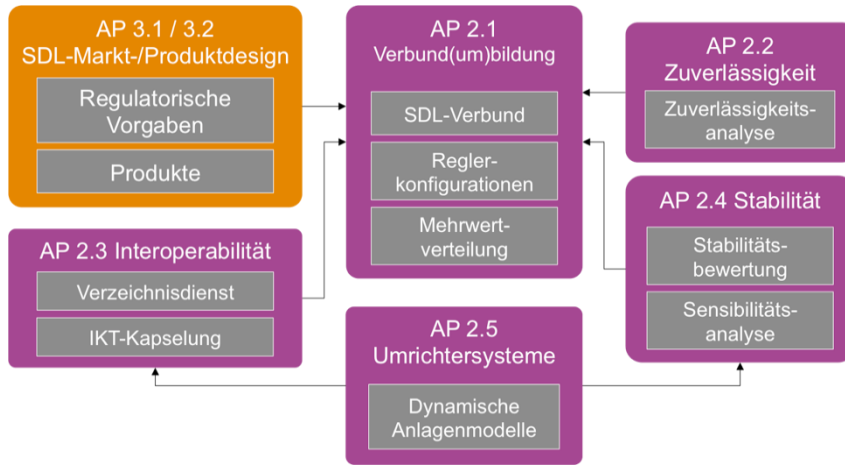 AP 3.1 / 3.2
SDL-Markt-/Produktdesign
Regulatorische
Vorgaben
Produkte
AP 2.1
Verbund(um)bildung
SDL-Verbund
Regler-
konfigurationen
Mehrwert-
verteilung
AP 2.2
Zuverlässigkeit
Zuverlässigkeits-
analyse
AP 2.3 Interoperabilität
Verzeichnisdienst
IKT-Kapselung
AP 2.4 Stabilität
Stabilitäts-
bewertung
Sensibilitäts-
analyse
AP 2.5
Umrichtersysteme
Dynamische
Anlagenmodelle